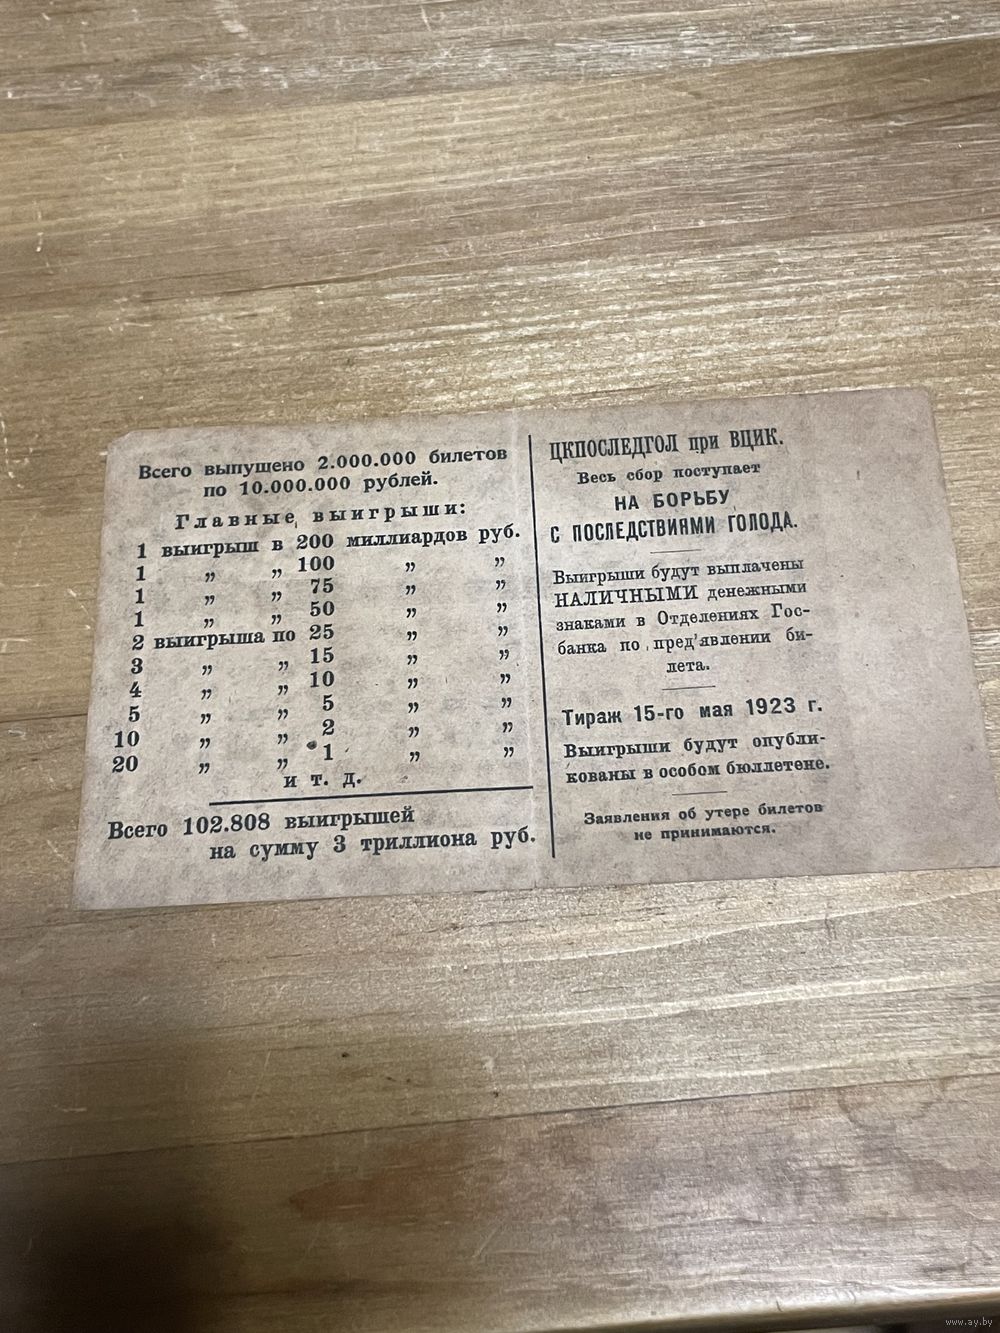 Всего выпущено 2.000.000 билетов
по 10.000.000 рублей.
Главные выигрыши:
1 выигрыш в 200 миллиардов руб.
1 „ „ 100 „ „
1 „ „ 75 „ „
1 „ „ 50 „ „
2 выигрыша по 25 „ „
3 „ „ 15 „ „
4 „ „ 10 „ „
5 „ „ 5 „ „
10 „ „ 2 „ „
20 „ „ 1 „ „
и т. д.
Всего 102.808 выигрышей
на сумму 3 триллиона руб.
ЦКПОСЛЕДГОЛ при ВЦИК.
Весь сбор поступает
НА БОРЬБУ
С ПОСЛЕДСТВИЯМИ ГОЛОДА.
Выигрыши будут выплачены
НАЛИЧНЫМИ денежными
знаками в Отделениях Гос-
банка по пред'явлении би-
лета.
Тираж 15-го мая 1923 г.
Выигрыши будут опубли-
кованы в особом бюллетене.
Заявления об утере билетов
не принимаются.
www.ay.by